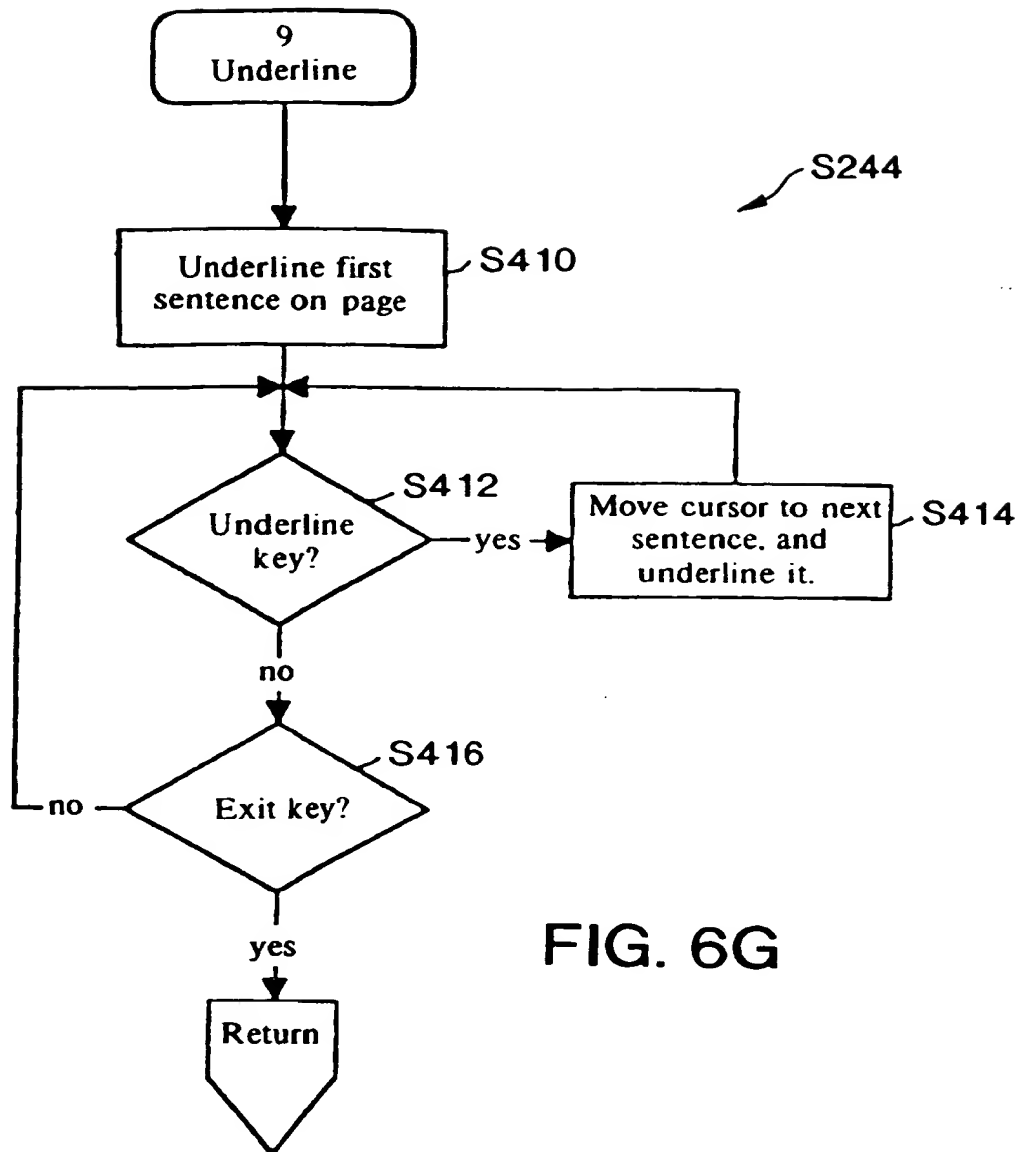 9
Underline
S244
Underline first
sentence on page
S410
S412
Underline
key?
yes
Move cursor to next
sentence, and
underline it.
S414
no
S416
Exit key?
no
yes
Return
FIG. 6G